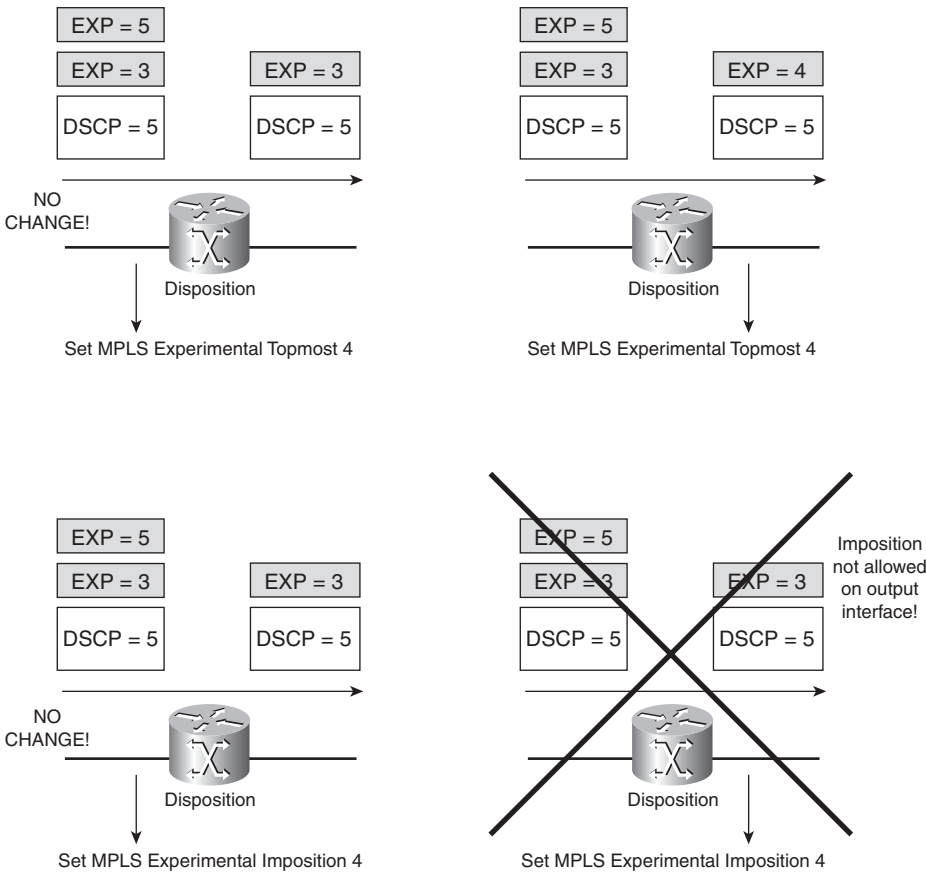 EXP = 5
EXP = 3
EXP = 3
DSCP = 5
DSCP = 5
NO
CHANGE!
Disposition
Set MPLS Experimental Topmost 4
EXP = 5
EXP = 3
EXP = 4
DSCP = 5
DSCP = 5
Disposition
Set MPLS Experimental Topmost 4
EXP = 5
EXP = 3
EXP = 3
DSCP = 5
DSCP = 5
NO
CHANGE!
Disposition
Set MPLS Experimental Imposition 4
EXP = 5
EXP = 3
EXP = 3
DSCP = 5
DSCP = 5
Imposition
not allowed
on output
interface!
Disposition
Set MPLS Experimental Imposition 4